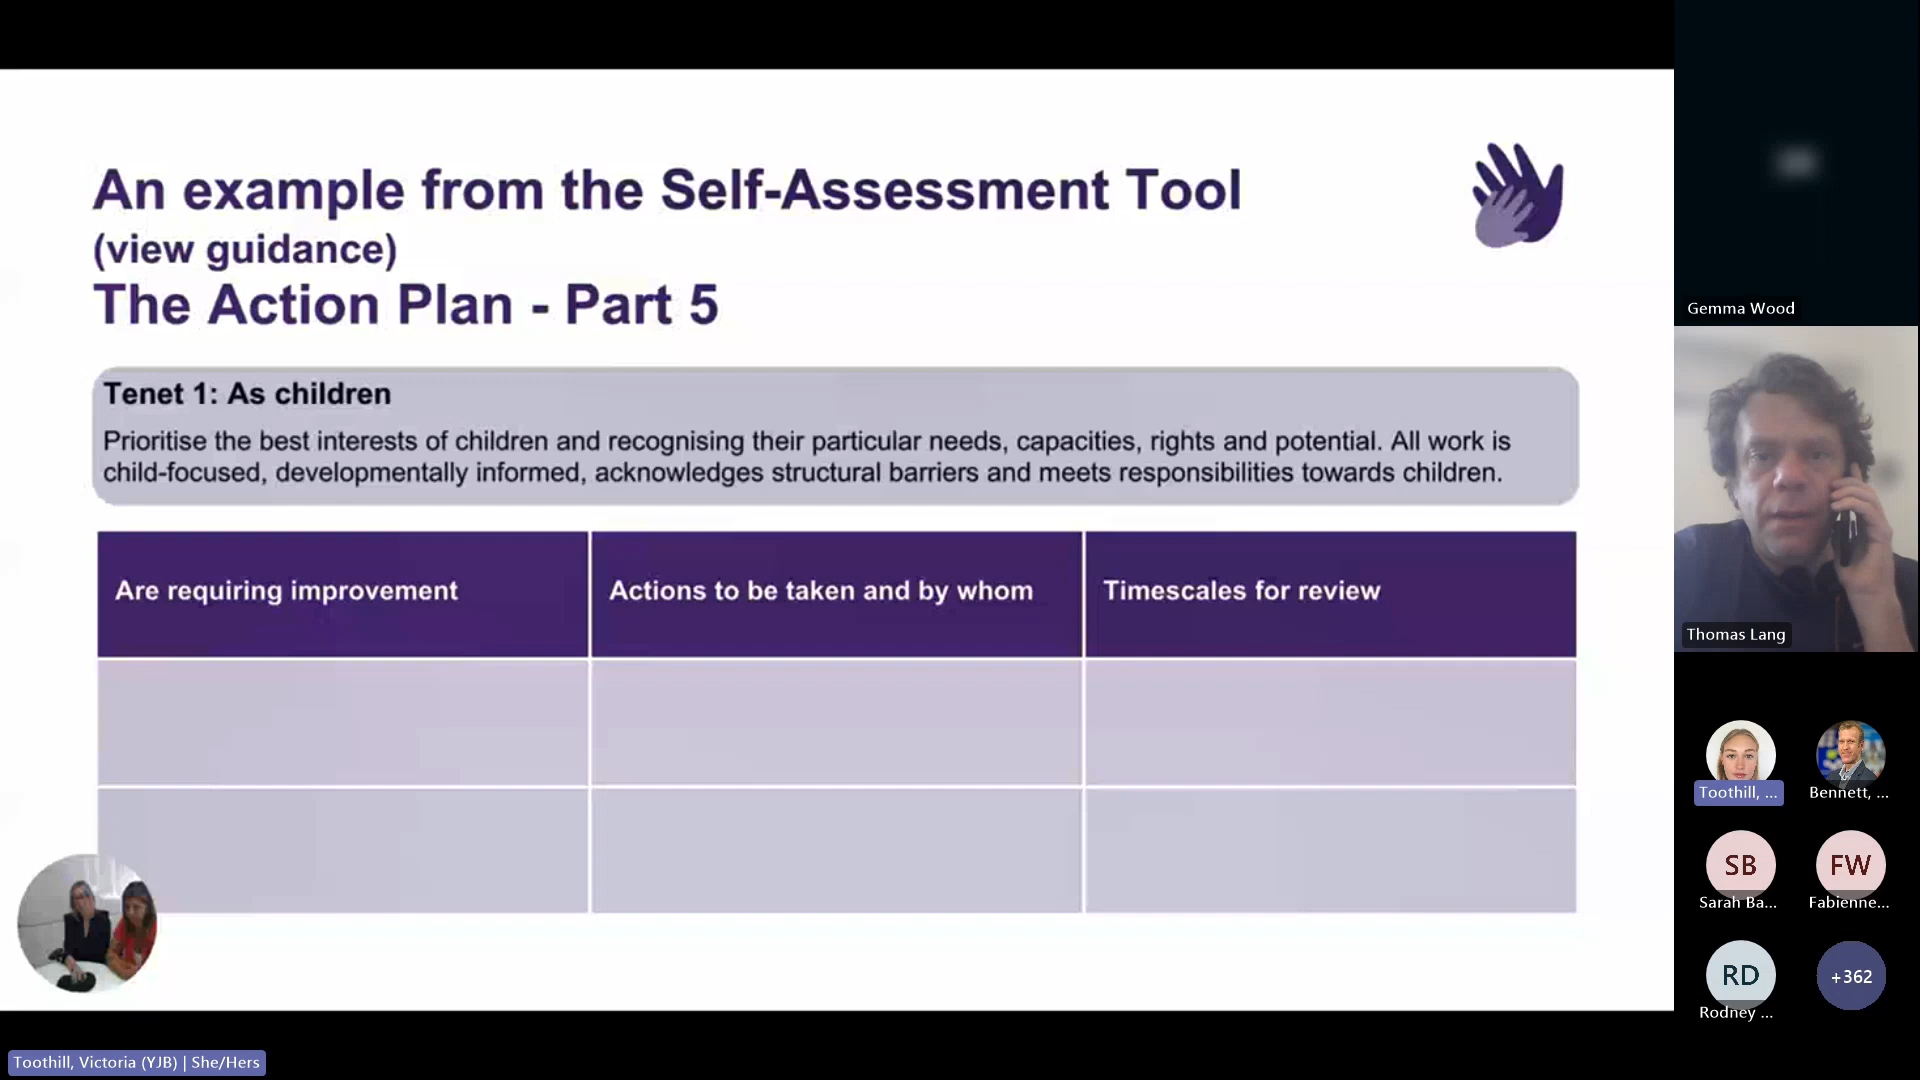 An example from the Self-Assessment Tool
(view guidance)
The Action Plan - Part 5
Tenet 1: As children
Prioritise the best interests of children and recognising their particular needs, capacities, rights and potential. All work is
child-focused, developmentally informed, acknowledges structural barriers and meets responsibilities towards children.
Are requiring improvement
Actions to be taken and by whom
Timescales for review
Gemma Wood
Thomas Lang
Toothill, ...
Bennett, ...
SB
Sarah Ba...
FW
Fabienne...
RD
Rodney ...
+362
Toothill, Victoria (YJB) | She/Hers